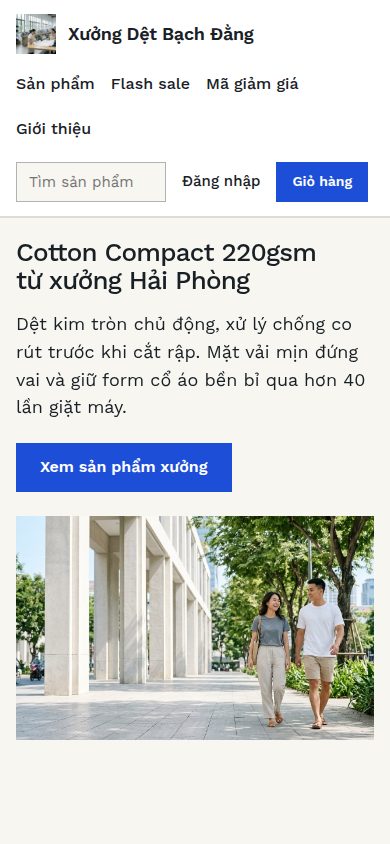 Xưởng Dệt Bạch Đằng
Sản phẩm Flash sale Mã giảm giá
Giới thiệu
Tìm sản phẩm Đăng nhập Giỏ hàng
Cotton Compact 220gsm
từ xưởng Hải Phòng
Dệt kim tròn chủ động, xử lý chống co
rút trước khi cắt rập. Mặt vải mịn đứng
vai và giữ form cổ áo bền bỉ qua hơn 40
lần giặt máy.
Xem sản phẩm xưởng